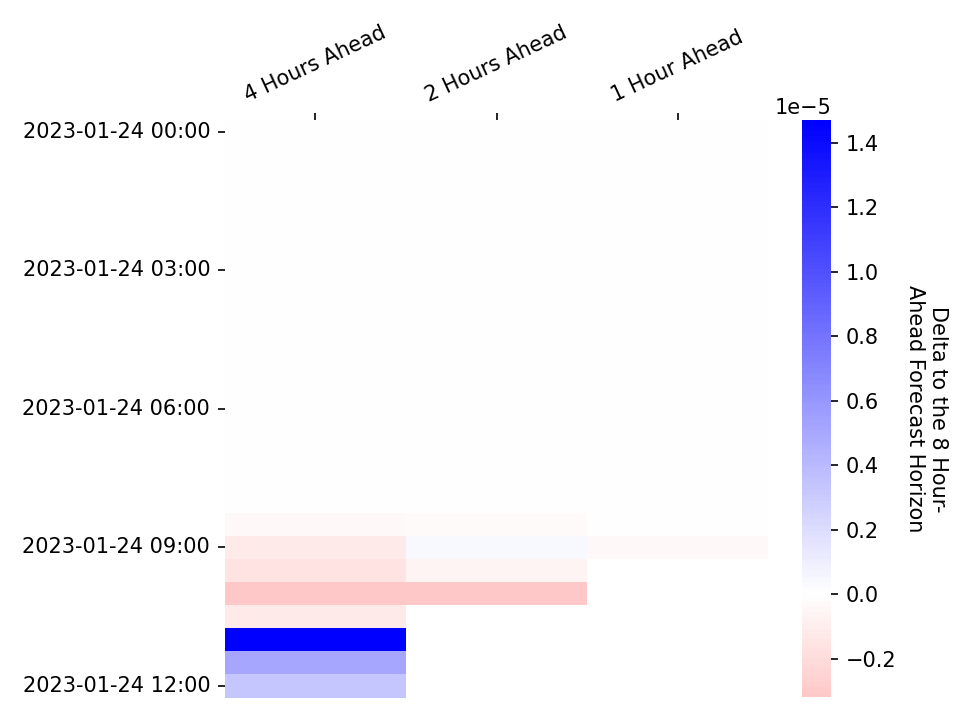 4 Hours Ahead
2 Hours Ahead
1 Hour Ahead
1e−5
2023-01-24 00:00
2023-01-24 03:00
2023-01-24 06:00
2023-01-24 09:00
2023-01-24 12:00
1.4
1.2
1.0
0.8
0.6
0.4
0.2
0.0
−0.2
Delta to the 8 Hour-
Ahead Forecast Horizon